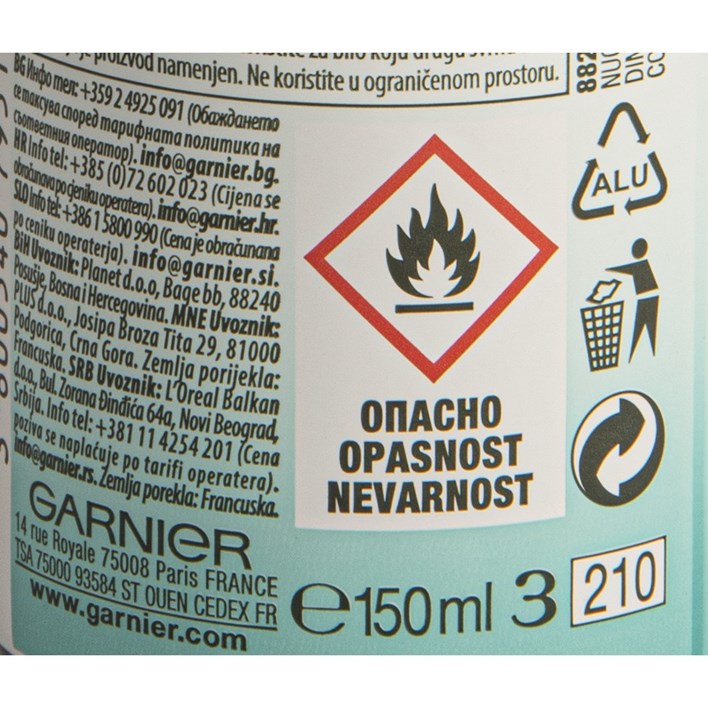 je proizvod namenjen. Ne koristite u ograničenom prostoru.
BG Инфо тел: +359 2 4925 091 (Обаждането
се таксува според тарифната политика на
съответния оператор). info@garnier.bg.
HR Info tel: +385 (0)72 602 023 (Cijena se
obračunava po cjeniku operatera). info@garnier.hr.
SLO Info tel: +386 1 5800 990 (Cena je obračunana
po ceniku operaterja). info@garnier.si.
BiH Uvoznik: Planet d.o.o, Bage bb, 88240
Posušje, Bosna i Hercegovina. MNE Uvoznik:
PLUS d.o.o., Josipa Broza Tita 29, 81000
Podgorica, Crna Gora. Zemlja porijekla:
Francuska. SRB Uvoznik: L'Oreal Balkan
d.o.o, Bul. Zorana Đinđića 64a, Novi Beograd,
Srbija. Info tel: +381 11 4254 201 (Cena
poziva se naplaćuje po tarifi operatera).
info@garnier.rs. Zemlja porekla: Francuska.
GARNIER
14 rue Royale 75008 Paris FRANCE
TSA 75000 93584 ST OUEN CEDEX FR
www.garnier.com
ОПАСНО
OPASNOST
NEVARNOST
℮150 ml 3
210
ALU